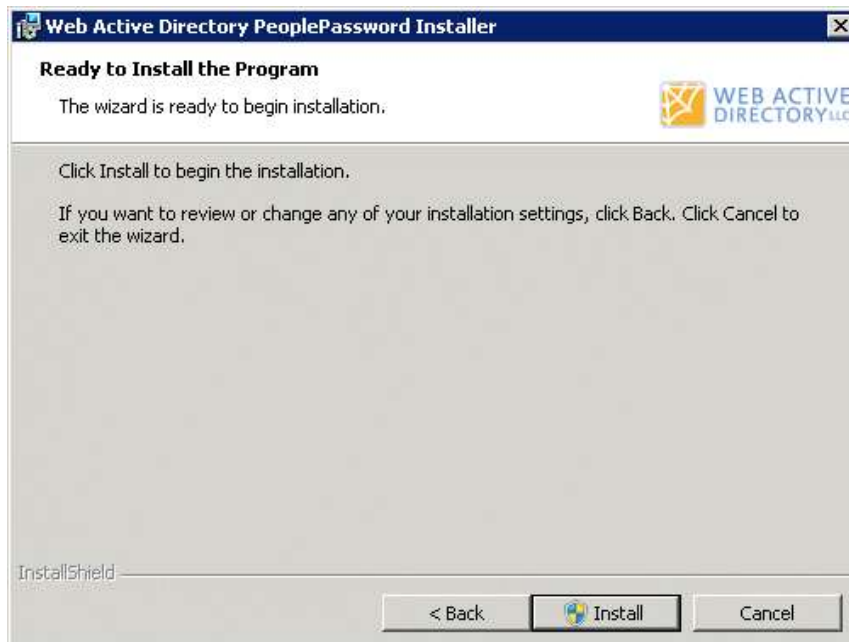 Web Active Directory PeoplePassword Installer
Ready to Install the Program
The wizard is ready to begin installation.
WEB ACTIVE
DIRECTORY LLC
Click Install to begin the installation.
If you want to review or change any of your installation settings, click Back. Click Cancel to
exit the wizard.
InstallShield
< Back
Install
Cancel